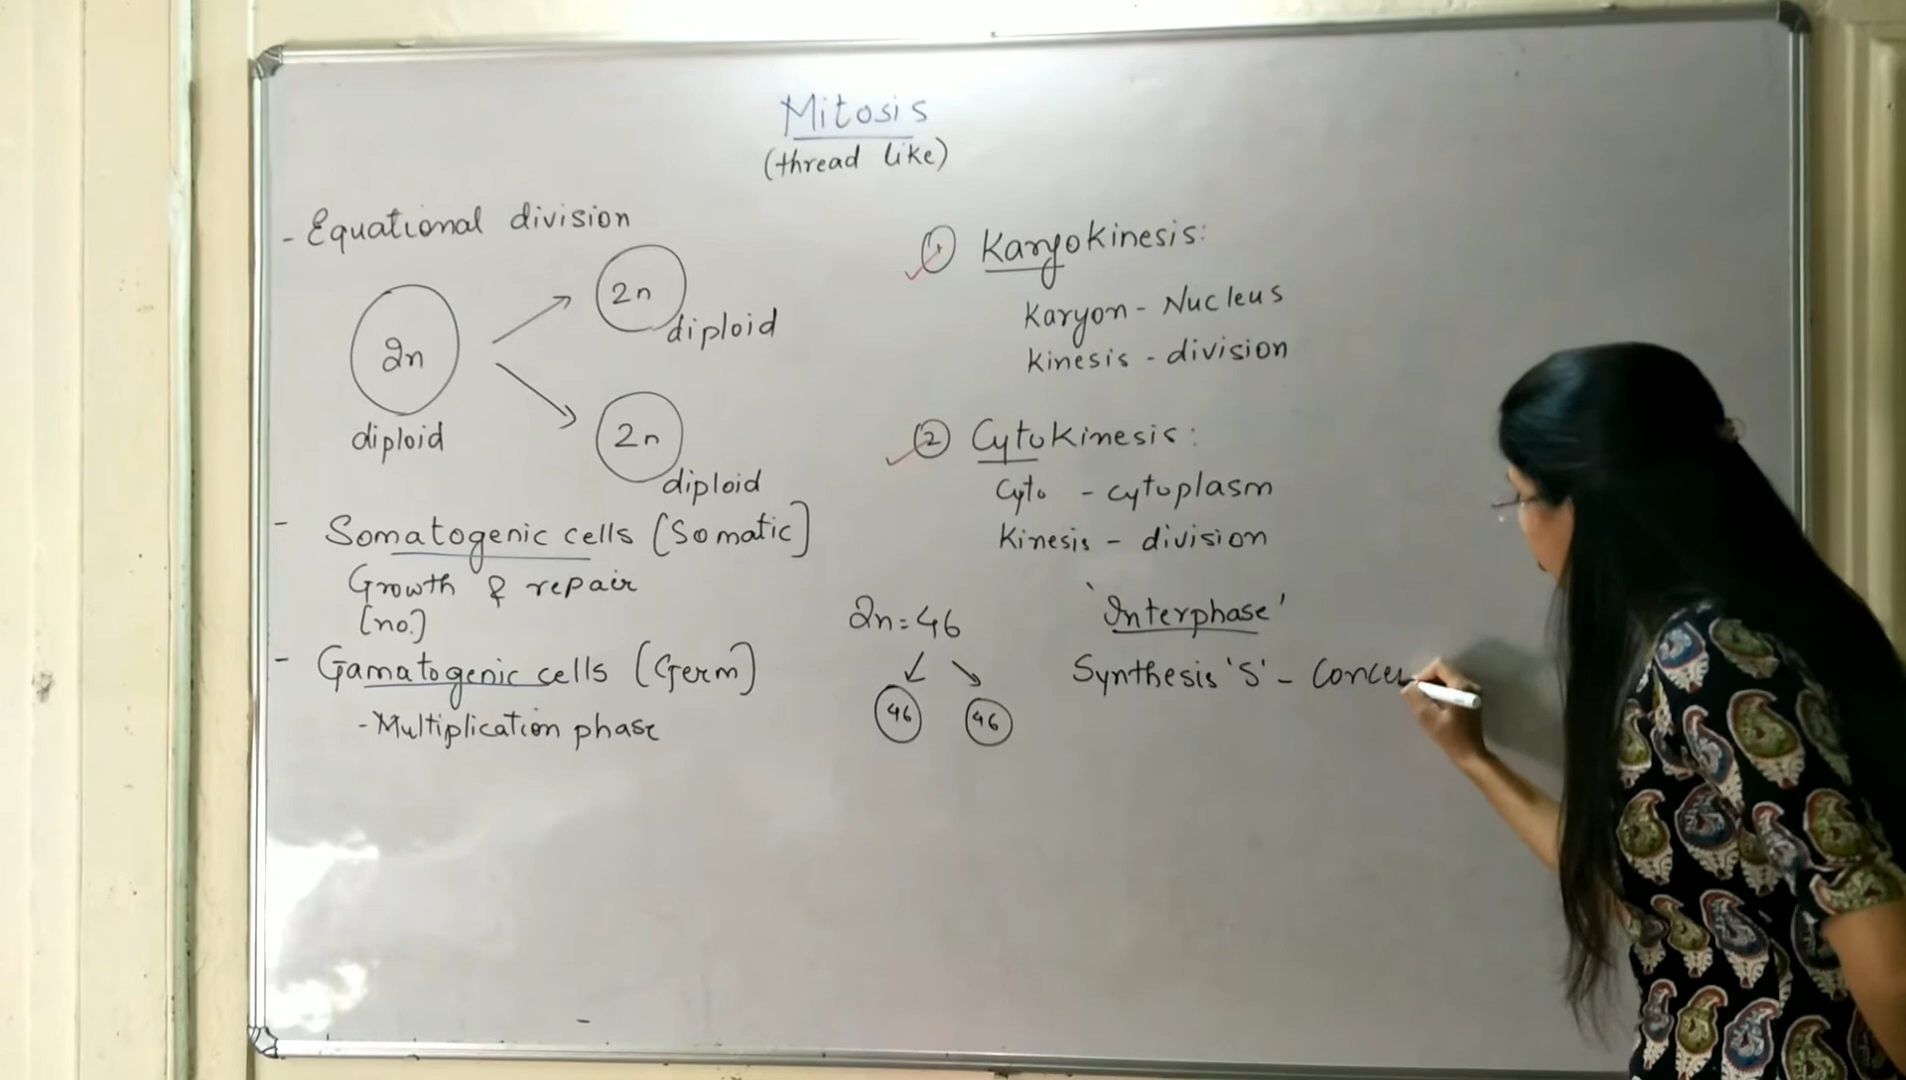 Mitosis
(thread like)
- Equational division
2n
diploid
2n
diploid
2n
diploid
- Somatogenic cells [Somatic]
Growth & repair
[no.]
- Gamatogenic cells (Germ)
- Multiplication phase
① Karyokinesis:
Karyon - Nucleus
Kinesis - division
② Cytokinesis:
Cyto - cytoplasm
Kinesis - division
2n = 46
46 46
'Interphase'
Synthesis 'S' -